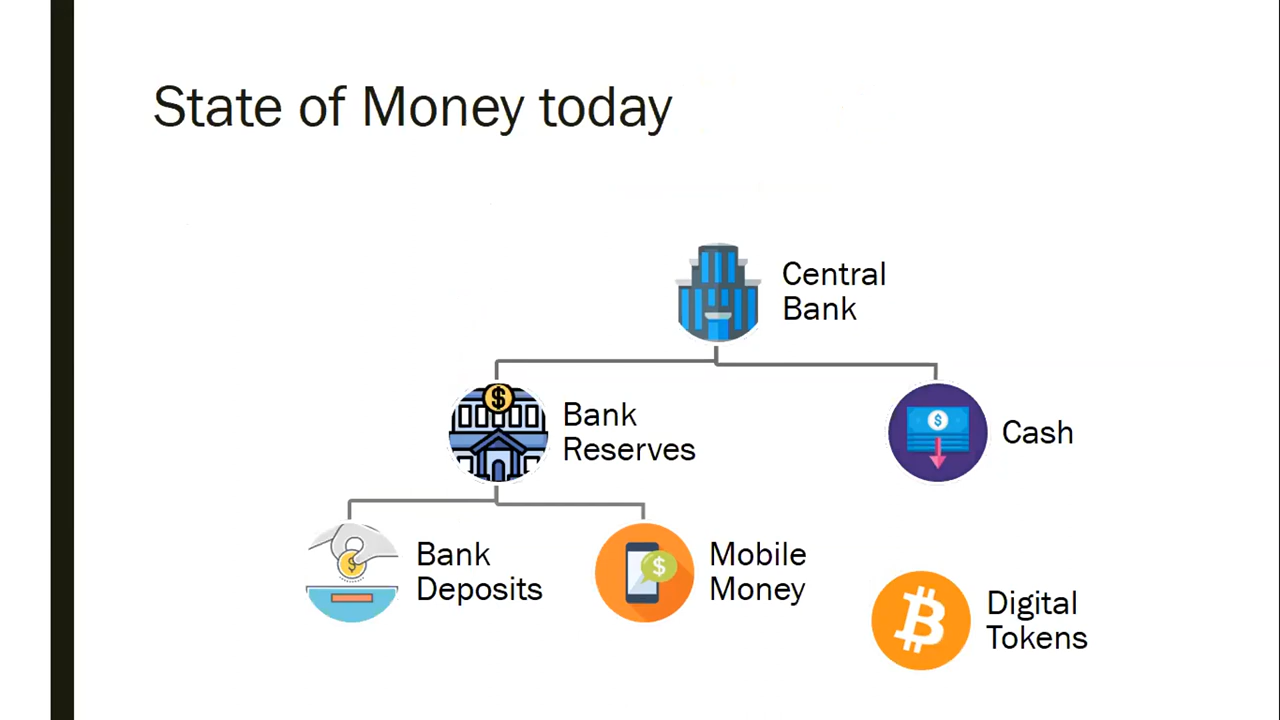 State of Money today
Central
Bank
Bank
Reserves
Cash
Bank
Deposits
Mobile
Money
Digital
Tokens